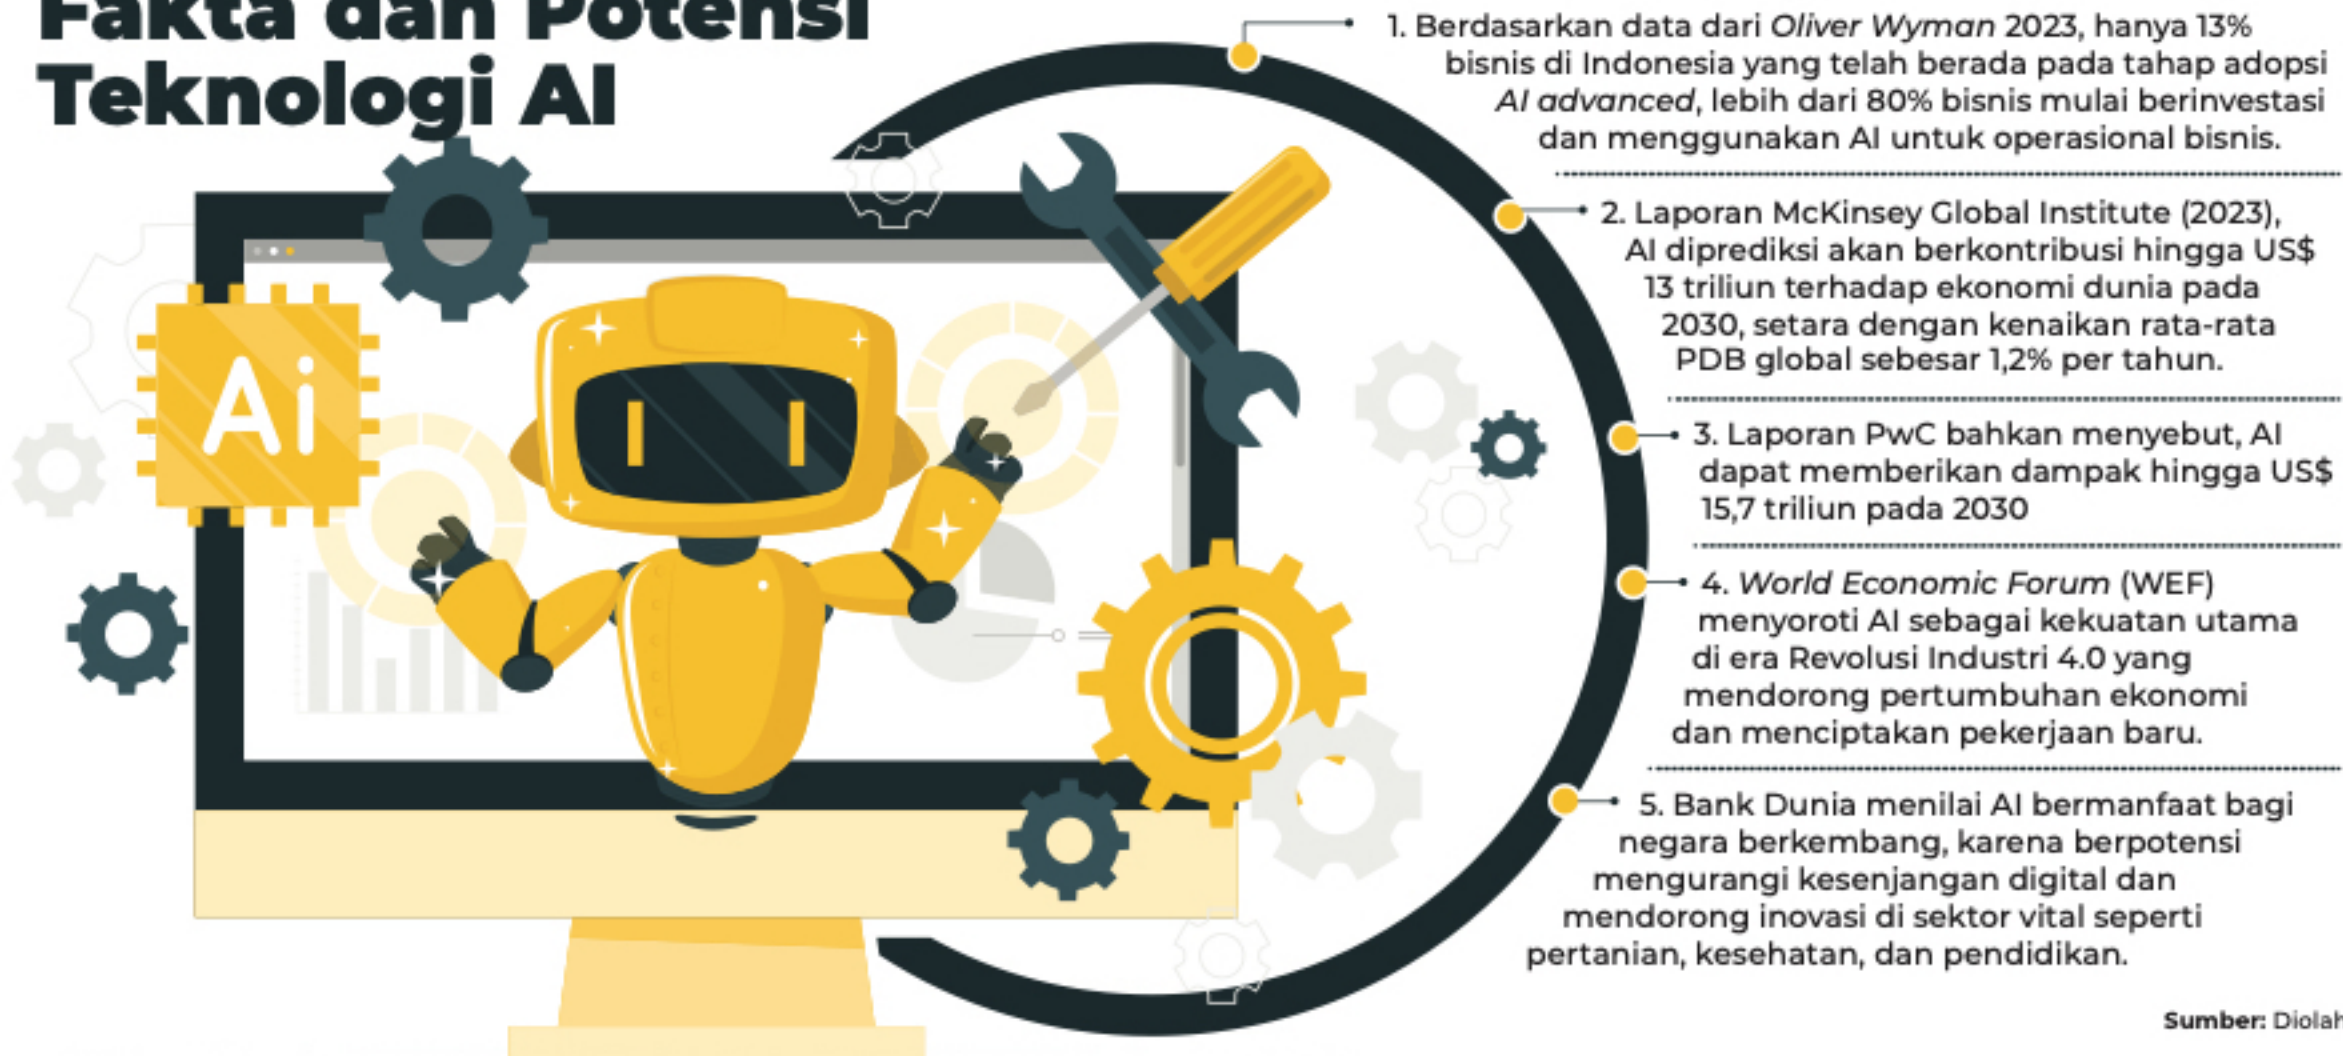 Fakta dan Potensi
Teknologi AI
Ai
1. Berdasarkan data dari Oliver Wyman 2023, hanya 13%
bisnis di Indonesia yang telah berada pada tahap adopsi
AI advanced, lebih dari 80% bisnis mulai berinvestasi
dan menggunakan AI untuk operasional bisnis.
2. Laporan McKinsey Global Institute (2023),
AI diprediksi akan berkontribusi hingga US$
13 triliun terhadap ekonomi dunia pada
2030, setara dengan kenaikan rata-rata
PDB global sebesar 1,2% per tahun.
3. Laporan PwC bahkan menyebut, AI
dapat memberikan dampak hingga US$
15,7 triliun pada 2030
4. World Economic Forum (WEF)
menyoroti AI sebagai kekuatan utama
di era Revolusi Industri 4.0 yang
mendorong pertumbuhan ekonomi
dan menciptakan pekerjaan baru.
5. Bank Dunia menilai AI bermanfaat bagi
negara berkembang, karena berpotensi
mengurangi kesenjangan digital dan
mendorong inovasi di sektor vital seperti
pertanian, kesehatan, dan pendidikan.
Sumber: Diolah